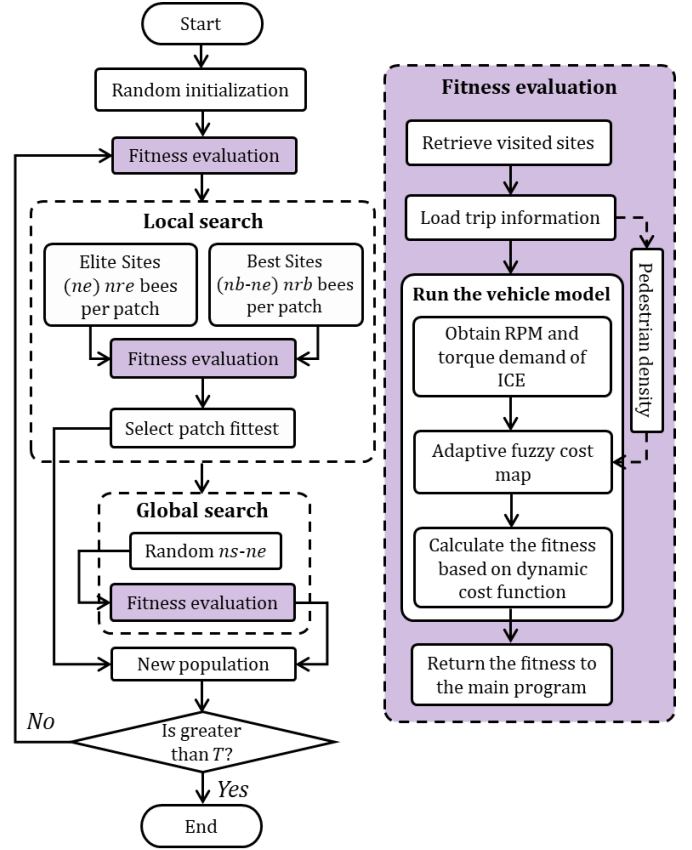 Start
Random initialization
Fitness evaluation
Local search
Elite Sites
(ne) nre bees
per patch
Best Sites
(nb-ne) nrb bees
per patch
Fitness evaluation
Select patch fittest
Global search
Random ns-ne
Fitness evaluation
New population
Is greater
than T?
No
Yes
End
Fitness evaluation
Retrieve visited sites
Load trip information
Pedestrian density
Run the vehicle model
Obtain RPM and
torque demand of
ICE
Adaptive fuzzy cost
map
Calculate the fitness
based on dynamic
cost function
Return the fitness to
the main program